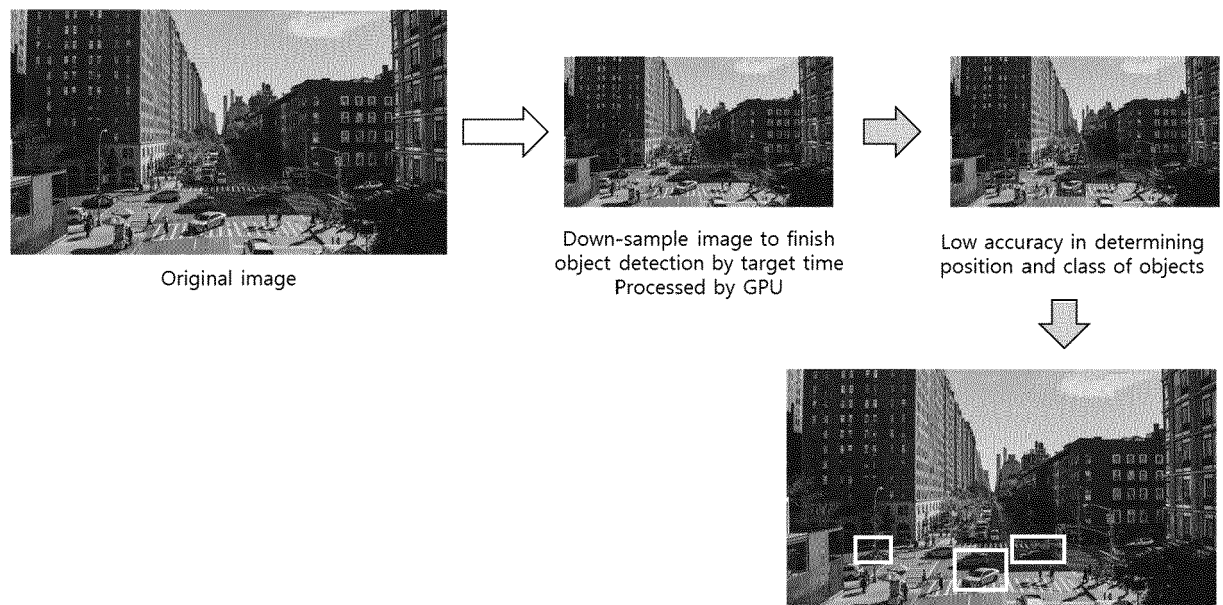 Original image
Down-sample image to finish
object detection by target time
Processed by GPU
Low accuracy in determining
position and class of objects